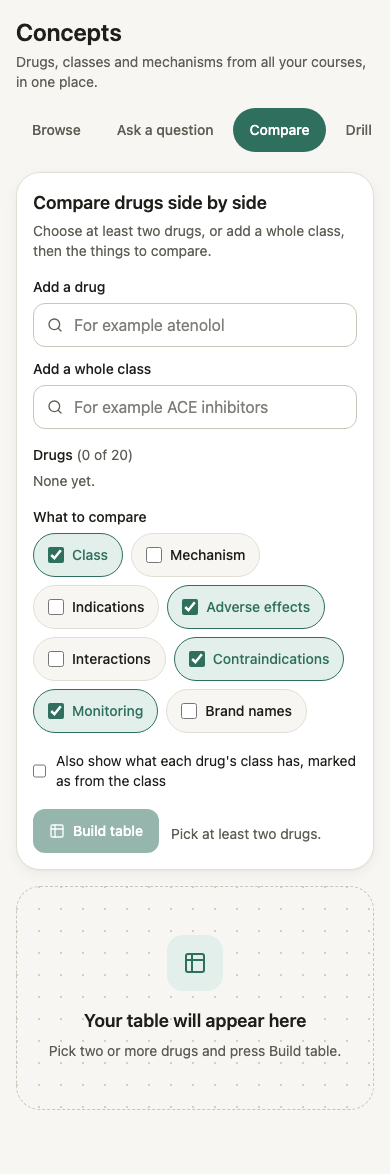 Concepts
Drugs, classes and mechanisms from all your courses,
in one place.
Browse
Ask a question
Compare
Drill
Compare drugs side by side
Choose at least two drugs, or add a whole class,
then the things to compare.
Add a drug
For example atenolol
Add a whole class
For example ACE inhibitors
Drugs (0 of 20)
None yet.
What to compare
Class
Mechanism
Indications
Adverse effects
Interactions
Contraindications
Monitoring
Brand names
Also show what each drug's class has, marked
as from the class
Build table
Pick at least two drugs.
Your table will appear here
Pick two or more drugs and press Build table.